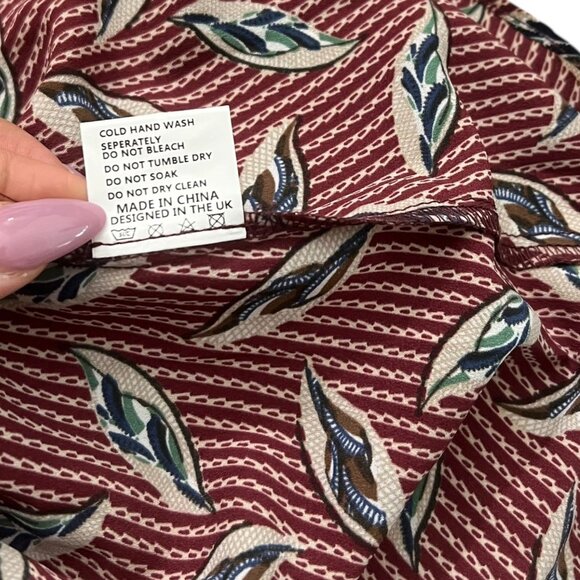 COLD HAND WASH
SEPERATELY
DO NOT BLEACH
DO NOT TUMBLE DRY
DO NOT SOAK
DO NOT DRY CLEAN
MADE IN CHINA
DESIGNED IN THE UK